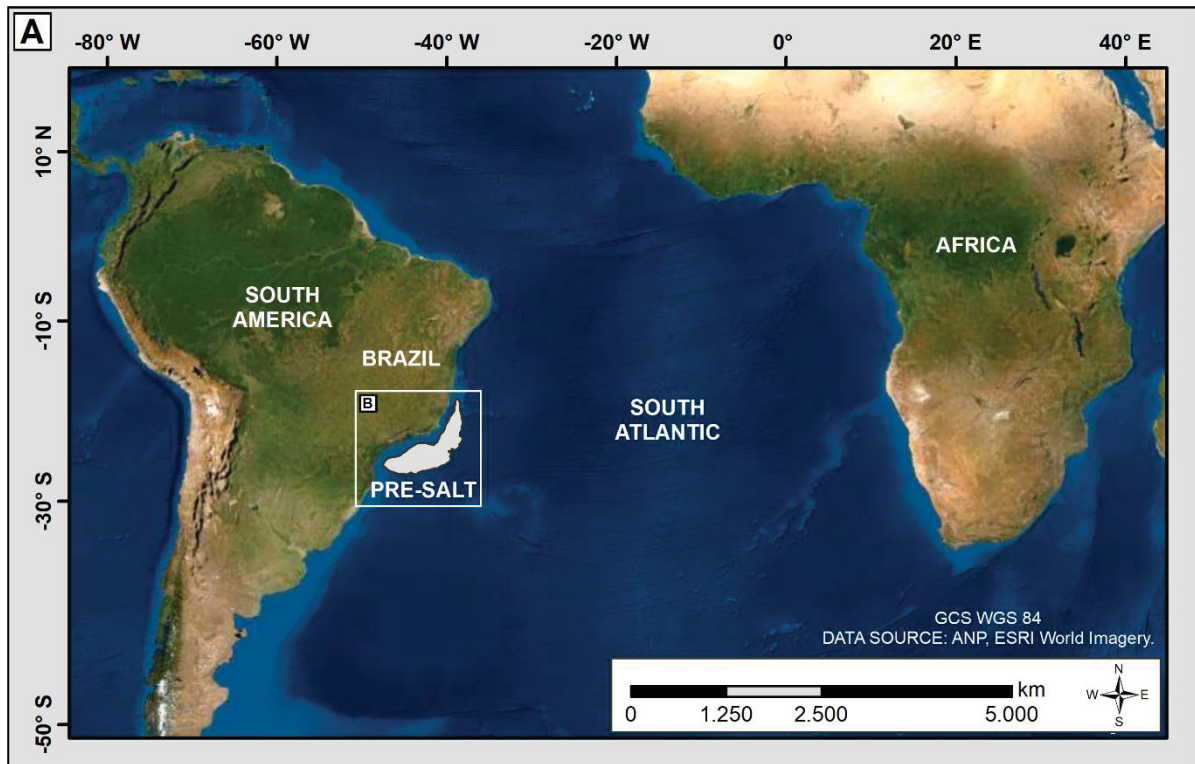 A
-80° W -60° W -40° W -20° W 0° 20° E 40° E
10° N
-10° S
-30° S
-50° S
AFRICA
SOUTH
AMERICA
BRAZIL
B
SOUTH
ATLANTIC
PRE-SALT
GCS WGS 84
DATA SOURCE: ANP, ESRI World Imagery.
km
0 1.250 2.500 5.000
N
W E
S